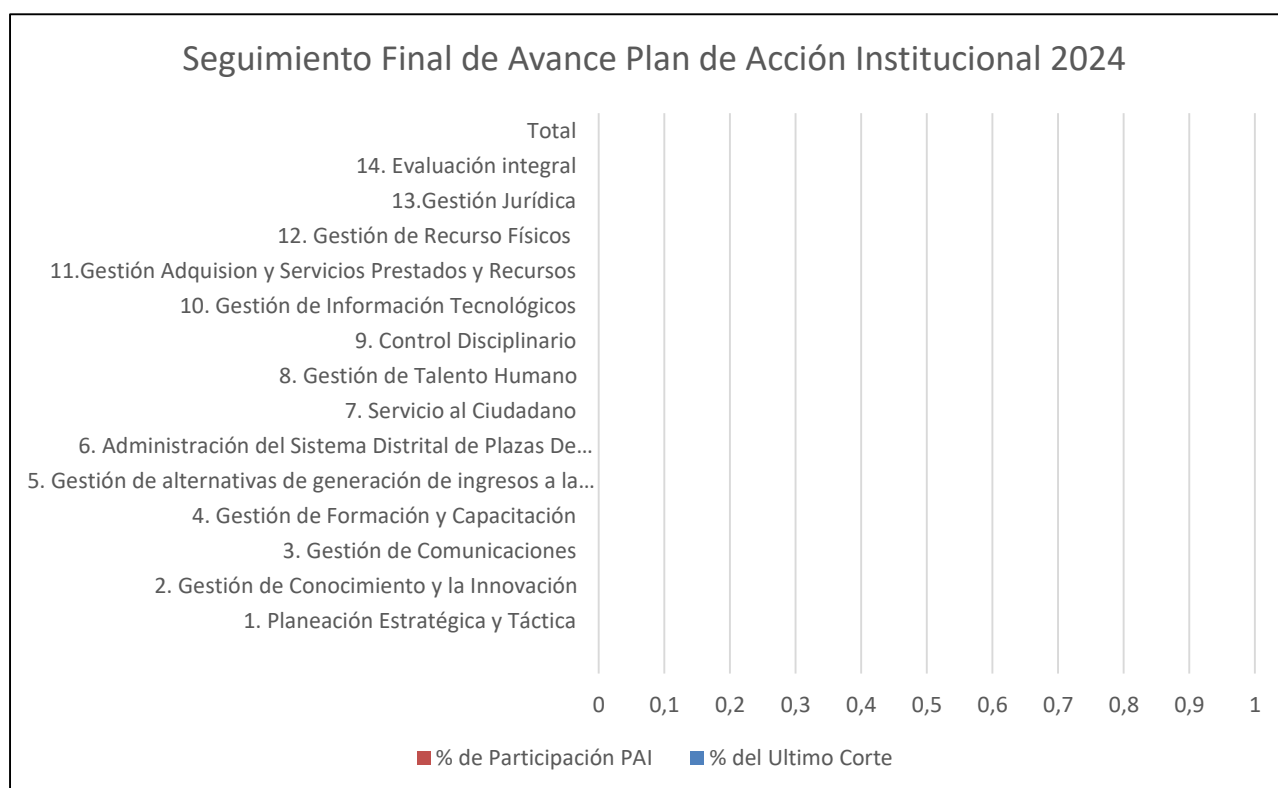 Seguimiento Final de Avance Plan de Acción Institucional 2024
Total
14. Evaluación integral
13.Gestión Jurídica
12. Gestión de Recurso Físicos
11.Gestión Adquision y Servicios Prestados y Recursos
10. Gestión de Información Tecnológicos
9. Control Disciplinario
8. Gestión de Talento Humano
7. Servicio al Ciudadano
6. Administración del Sistema Distrital de Plazas De...
5. Gestión de alternativas de generación de ingresos a la...
4. Gestión de Formación y Capacitación
3. Gestión de Comunicaciones
2. Gestión de Conocimiento y la Innovación
1. Planeación Estratégica y Táctica
0 0,1 0,2 0,3 0,4 0,5 0,6 0,7 0,8 0,9 1
% de Participación PAI % del Ultimo Corte